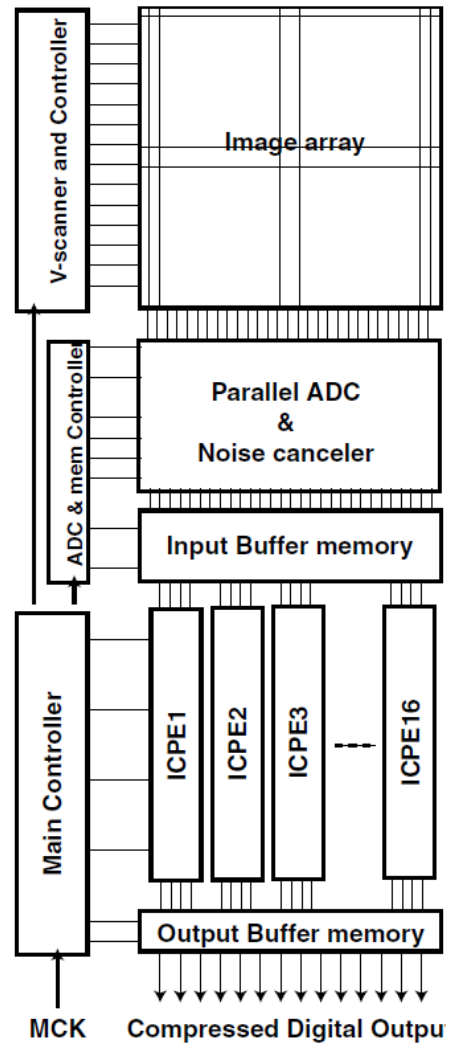 V-scanner and Controller
Image array
ADC & mem Controller
Parallel ADC
&
Noise canceler
Input Buffer memory
Main Controller
ICPE1
ICPE2
ICPE3
ICPE16
Output Buffer memory
MCK
Compressed Digital Outpu